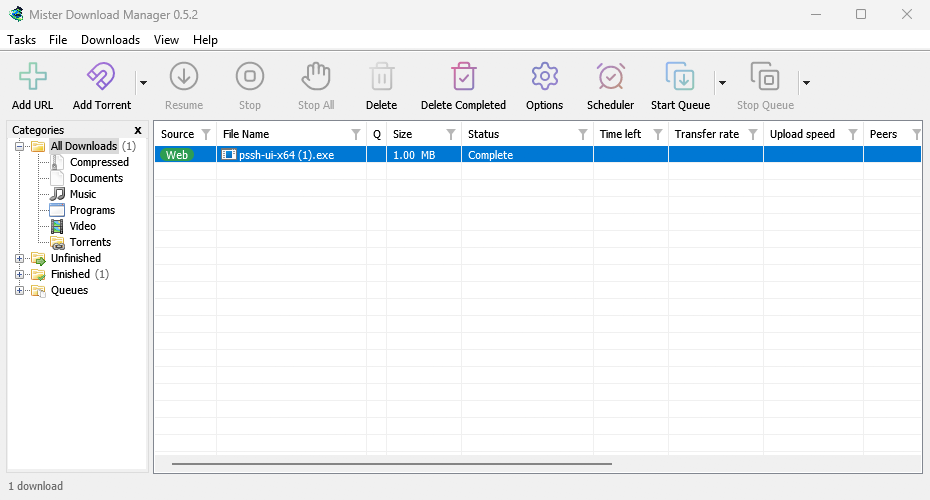 Mister Download Manager 0.5.2
Tasks File Downloads View Help
Add URL Add Torrent Resume Stop Stop All Delete Delete Completed Options Scheduler Start Queue Stop Queue
Categories x
All Downloads (1)
Compressed
Documents
Music
Programs
Video
Torrents
Unfinished
Finished (1)
Queues
Source File Name Q Size Status Time left Transfer rate Upload speed Peers
Web pssh-ui-x64 (1).exe 1.00 MB Complete
1 download